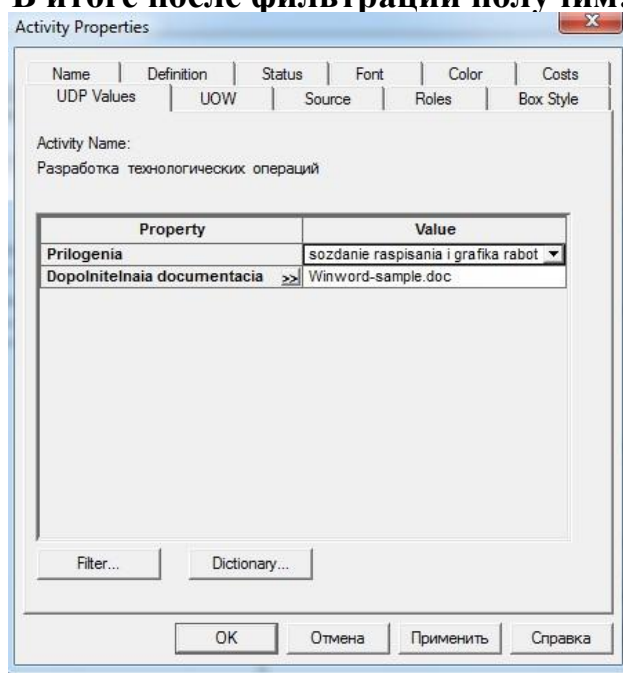 В итоге после фильтрации получим:
Activity Properties
Name Definition Status Font Color Costs
UDP Values UOW Source Roles Box Style
Activity Name:
Разработка технологических операций
Property Value
Prilogenia sozdanie raspisania i grafika rabot
Dopolnitelnaia documentacia >> Winword-sample.doc
Filter... Dictionary...
OK Отмена Применить Справка